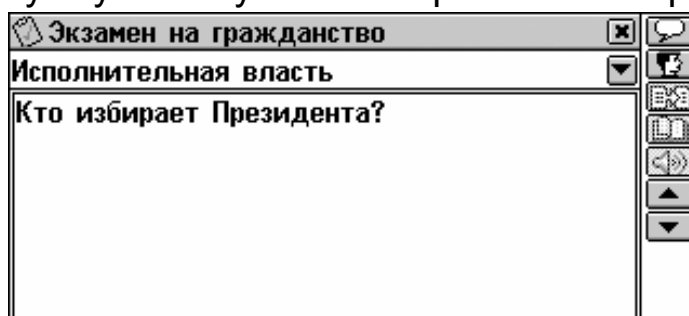 Экзамен на гражданство
Исполнительная власть
Кто избирает Президента?